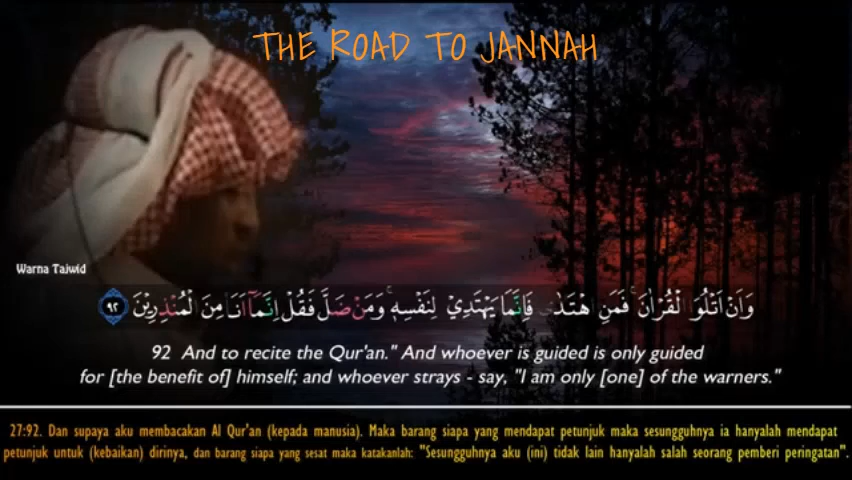 THE ROAD TO JANNAH
Warna Tajwid
وَاَنْ اَتْلُوَا لْقُرْاٰنَ ۚ فَمَنِ اهْتَدٰى فَاِنَّمَا يَهْتَدِيْ لِنَفْسِهٖ ۚ وَمَنْ ضَلَّ فَقُلْ اِنَّمَاۤ اَنَاۡ مِنَ الْمُنْذِرِيْنَ ٩٢
92 And to recite the Qur'an." And whoever is guided is only guided
for [the benefit of] himself; and whoever strays - say, "I am only [one] of the warners."
27:92. Dan supaya aku membacakan Al Qur'an (kepada manusia). Maka barang siapa yang mendapat petunjuk maka sesungguhnya ia hanyalah mendapat
petunjuk untuk (kebaikan) dirinya, dan barang siapa yang sesat maka katakanlah: "Sesungguhnya aku (ini) tidak lain hanyalah salah seorang pemberi peringatan".